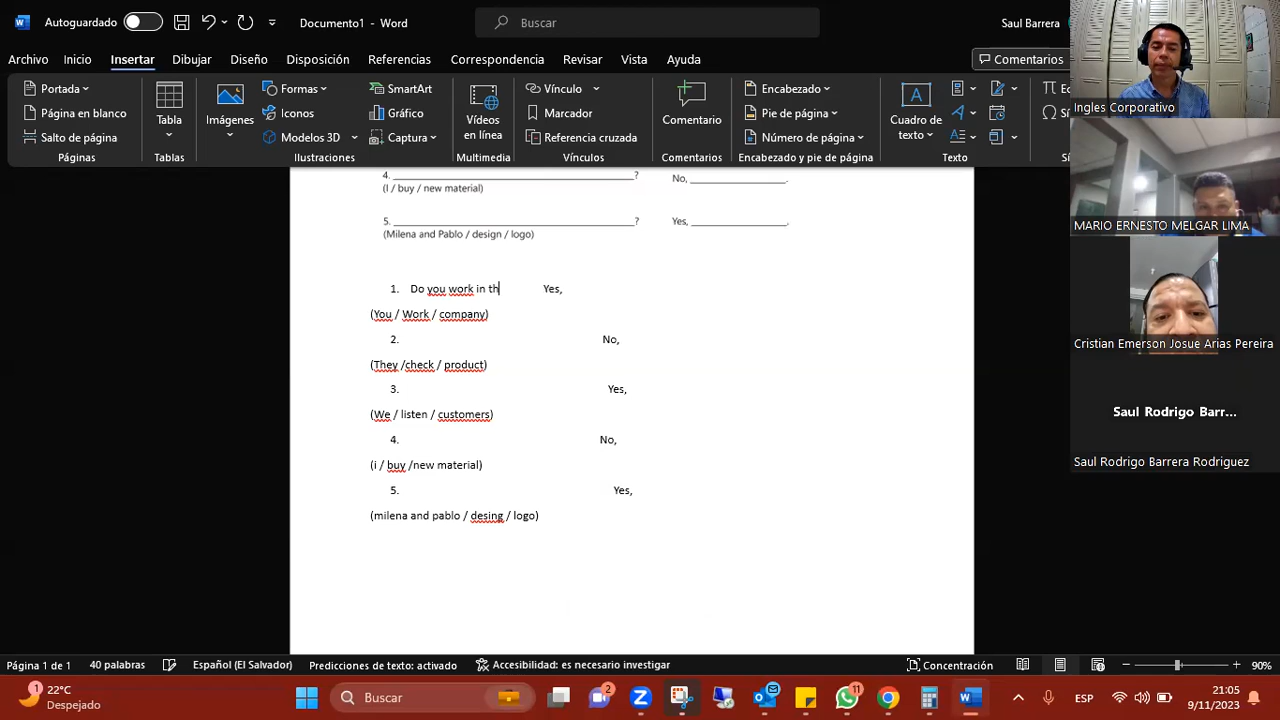 Autoguardado
Documento1 - Word
Buscar
Saul Barrera
Archivo Inicio Insertar Dibujar Diseño Disposición Referencias Correspondencia Revisar Vista Ayuda
Comentarios
Portada
Página en blanco
Salto de página
Páginas
Tabla
Tablas
Imágenes
Formas
Iconos
Modelos 3D
SmartArt
Gráfico
Captura
Ilustraciones
Vídeos
en línea
Multimedia
Vínculo
Marcador
Referencia cruzada
Vínculos
Comentario
Comentarios
Encabezado
Pie de página
Número de página
Encabezado y pie de página
Cuadro de
texto
Texto
Ingles Corporativo
MARIO ERNESTO MELGAR LIMA
Cristian Emerson Josue Arias Pereira
Saul Rodrigo Barr...
Saul Rodrigo Barrera Rodriguez
4. ? No, .
(I / buy / new material)
5. ? Yes, .
(Milena and Pablo / design / logo)
1. Do you work in th Yes,
(You / Work / company)
2. No,
(They /check / product)
3. Yes,
(We / listen / customers)
4. No,
(i / buy /new material)
5. Yes,
(milena and pablo / desing / logo)
Página 1 de 1 40 palabras Español (El Salvador) Predicciones de texto: activado Accesibilidad: es necesario investigar Concentración 90%
1
22°C
Despejado
Buscar
2
11
ESP
21:05
9/11/2023